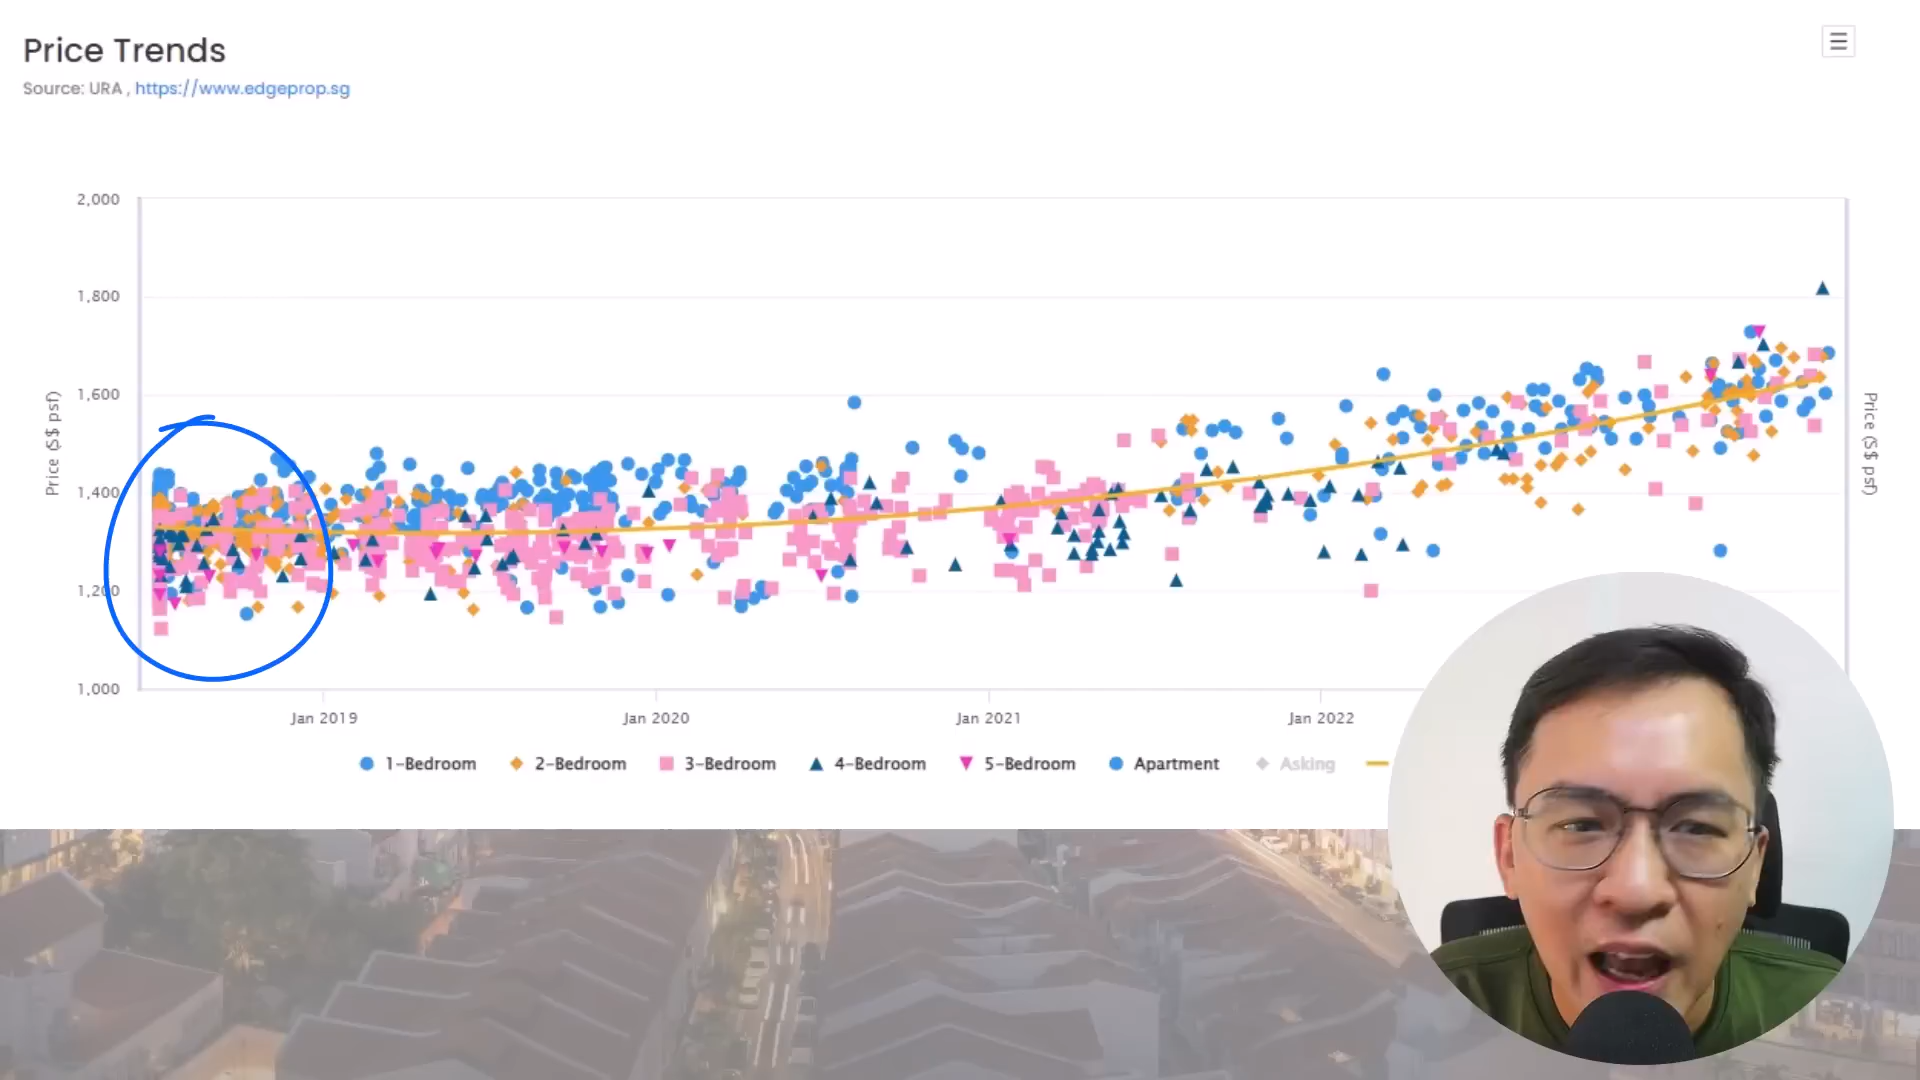 Price Trends
Source: URA , https://www.edgeprop.sg
2,000
1,800
1,600
1,400
1,200
1,000
Price (S$ psf)
Price (S$ psf)
Jan 2019 Jan 2020 Jan 2021 Jan 2022
1-Bedroom 2-Bedroom 3-Bedroom 4-Bedroom 5-Bedroom Apartment Asking